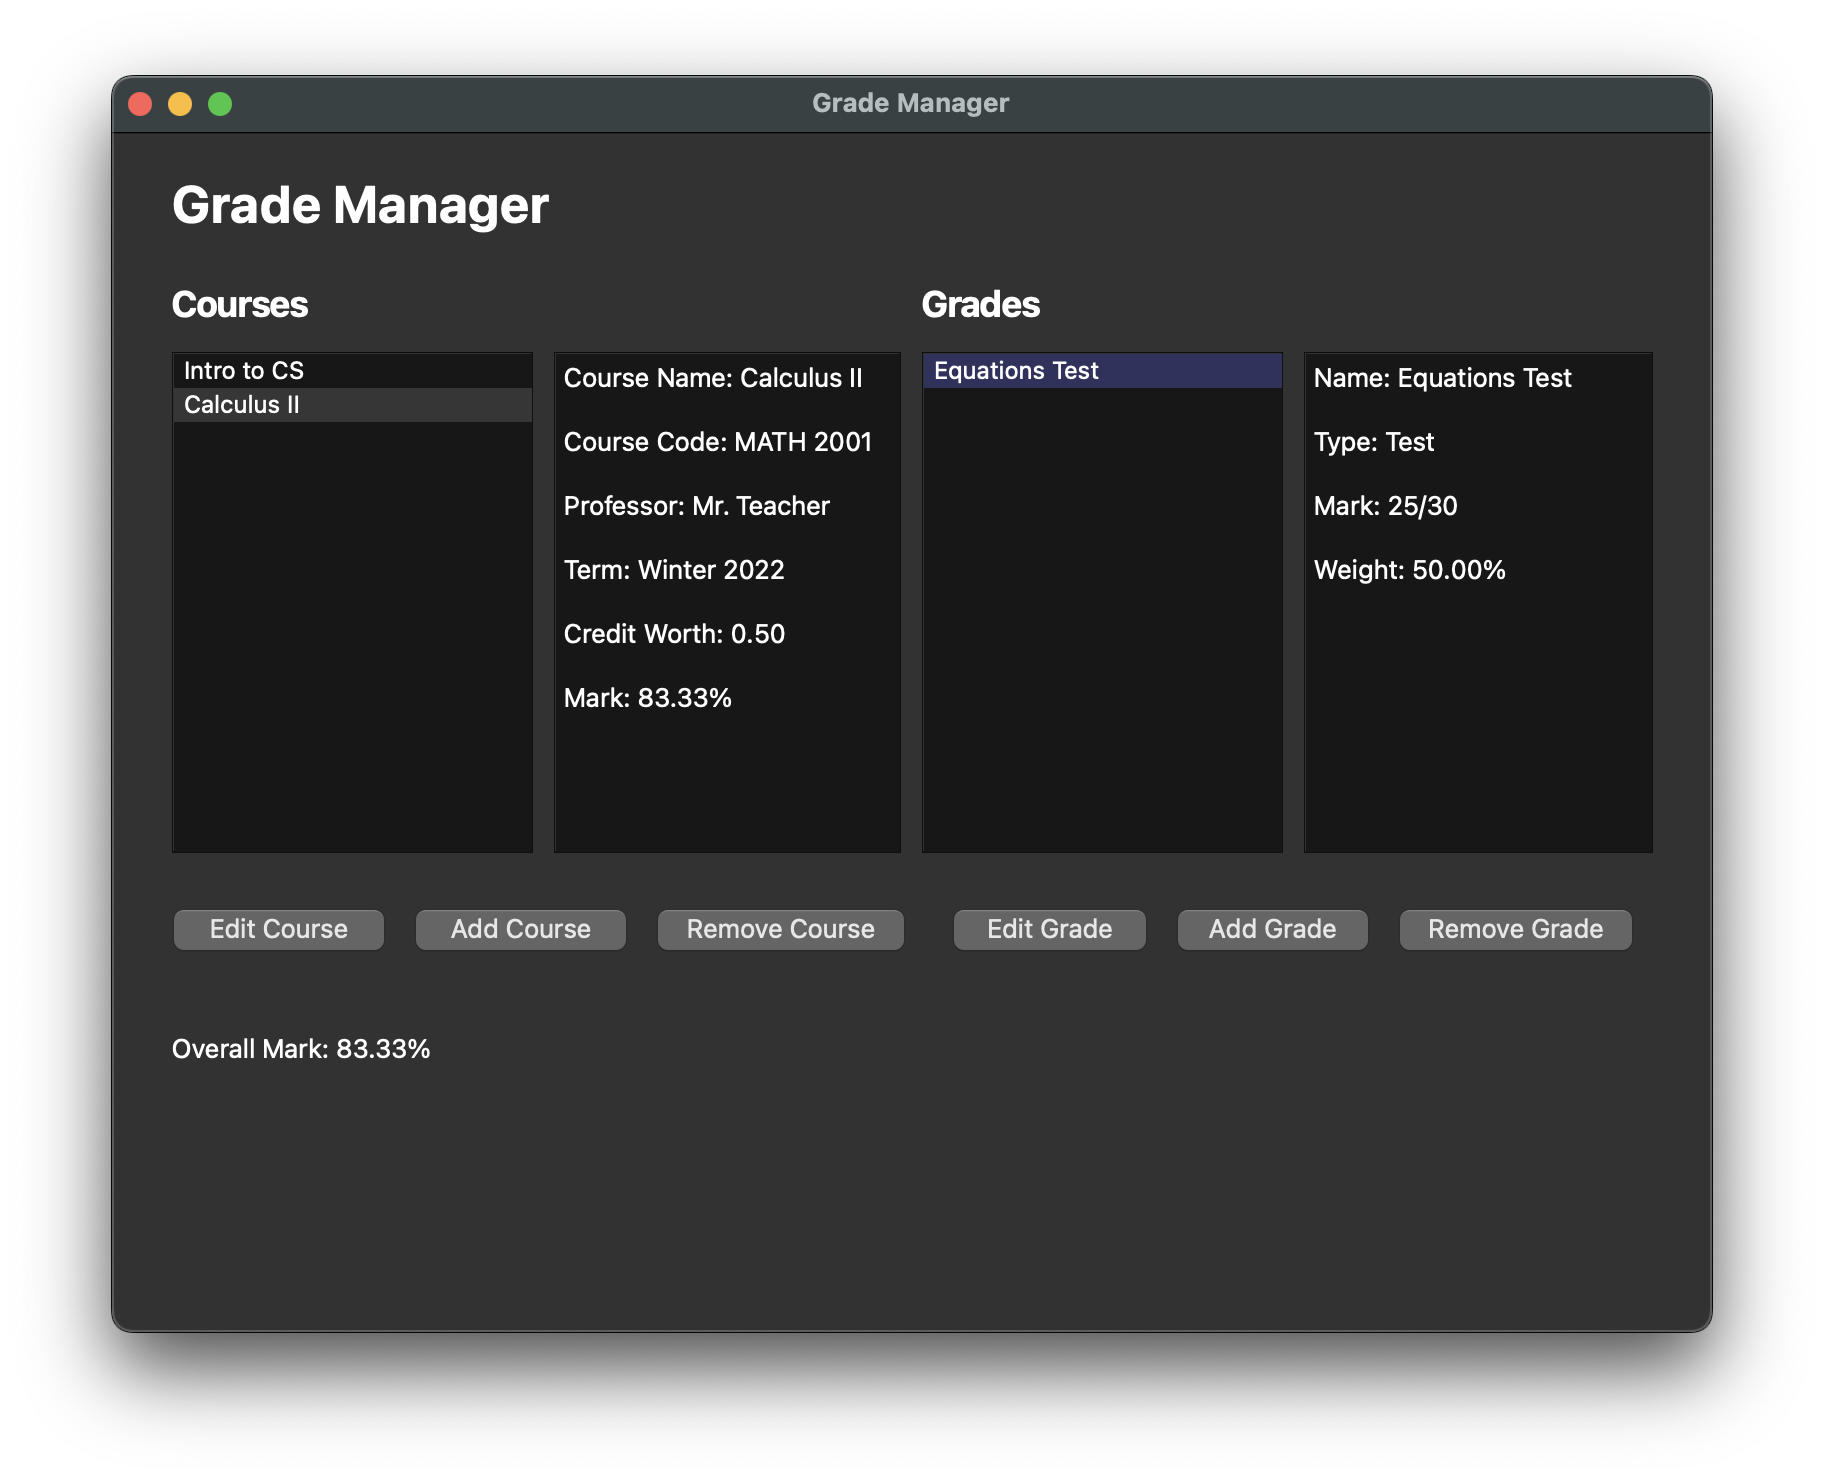 Grade Manager
Grade Manager
Courses
Intro to CS
Calculus II
Course Name: Calculus II
Course Code: MATH 2001
Professor: Mr. Teacher
Term: Winter 2022
Credit Worth: 0.50
Mark: 83.33%
Grades
Equations Test
Name: Equations Test
Type: Test
Mark: 25/30
Weight: 50.00%
Edit Course
Add Course
Remove Course
Edit Grade
Add Grade
Remove Grade
Overall Mark: 83.33%